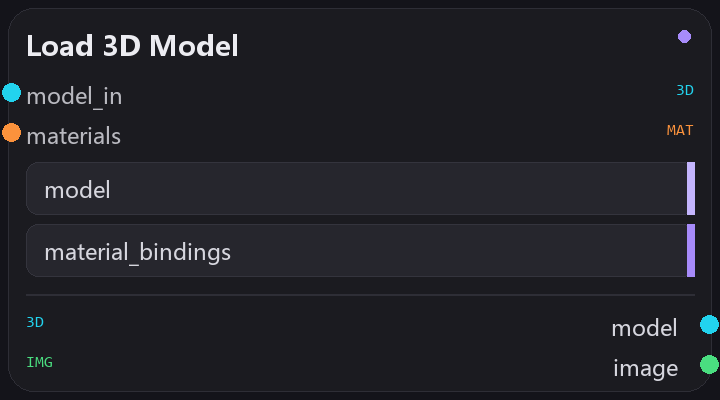 Load 3D Model
model_in 3D
materials MAT
model
material_bindings
3D model
IMG image